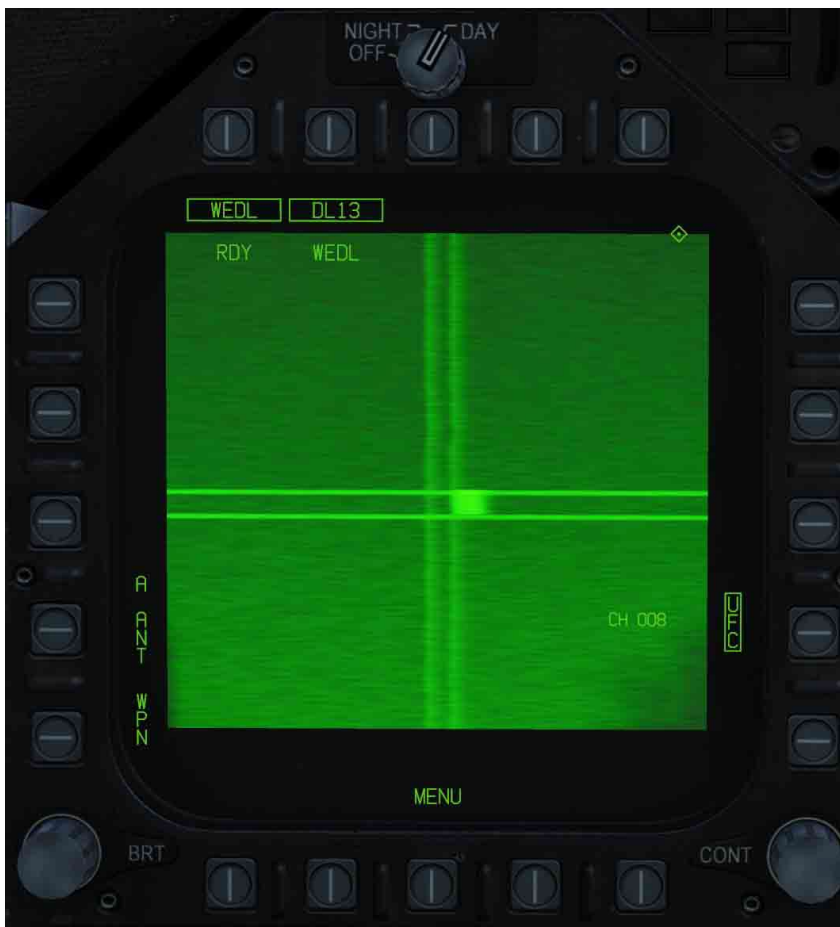 NIGHT DAY
OFF
WEDL DL13
RDY WEDL
A
ANT
CH 008
UFC
WPN
MENU
BRT
CONT